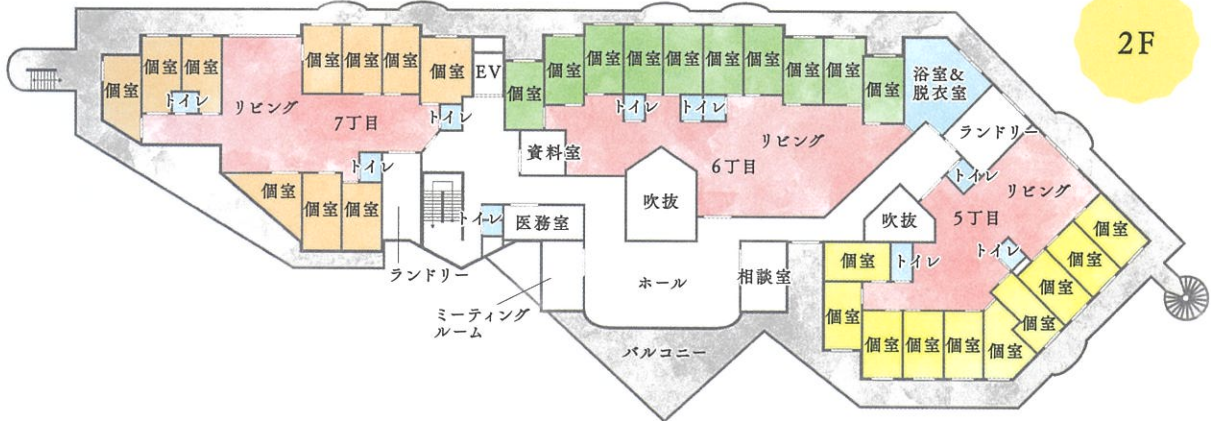 2F
個室
個室
個室
トイレ
リビング
7丁目
個室
個室
個室
個室
EV
トイレ
トイレ
個室
個室
個室
ランドリー
トイレ
医務室
ミーティング
ルーム
個室
個室
個室
個室
個室
個室
個室
個室
個室
個室
トイレ
トイレ
リビング
6丁目
資料室
吹抜
ホール
相談室
バルコニー
浴室&
脱衣室
ランドリー
トイレ
リビング
5丁目
吹抜
トイレ
トイレ
個室
個室
個室
個室
個室
個室
個室
個室
個室
個室